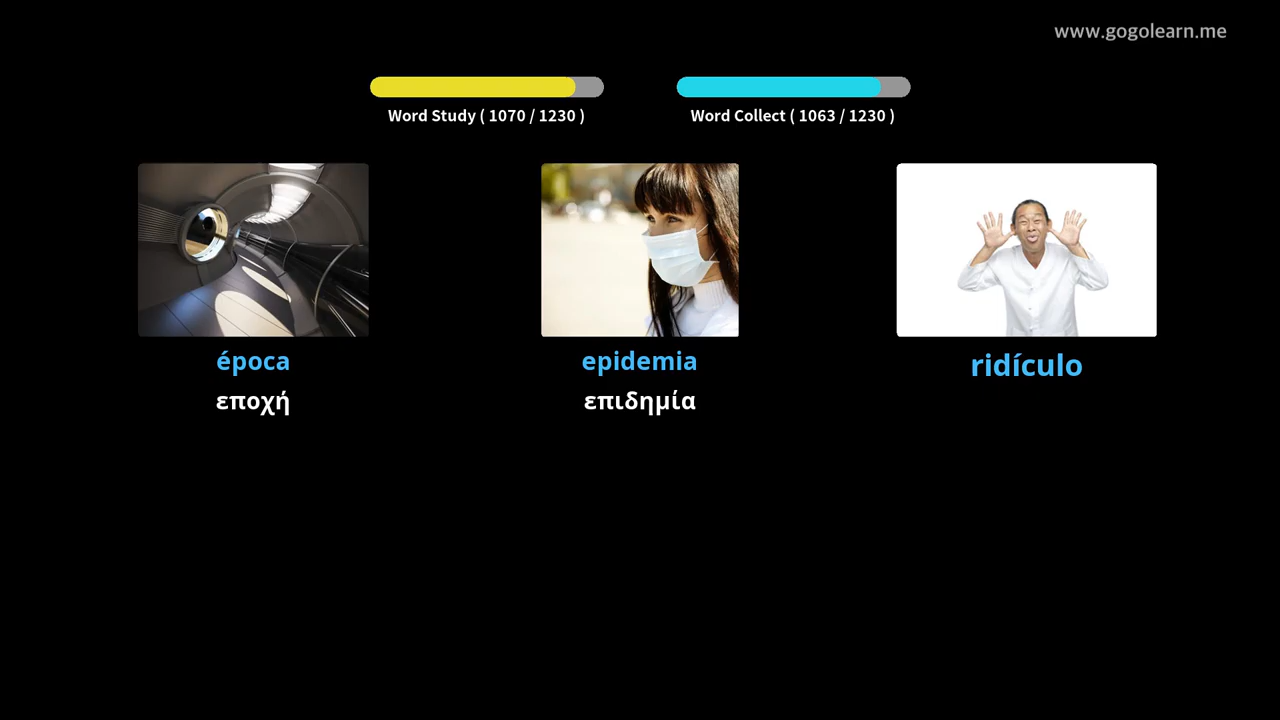 www.gogolearn.me
Word Study ( 1070 / 1230 )
Word Collect ( 1063 / 1230 )
época
epidemia
ridículo
εποχή
επιδημία